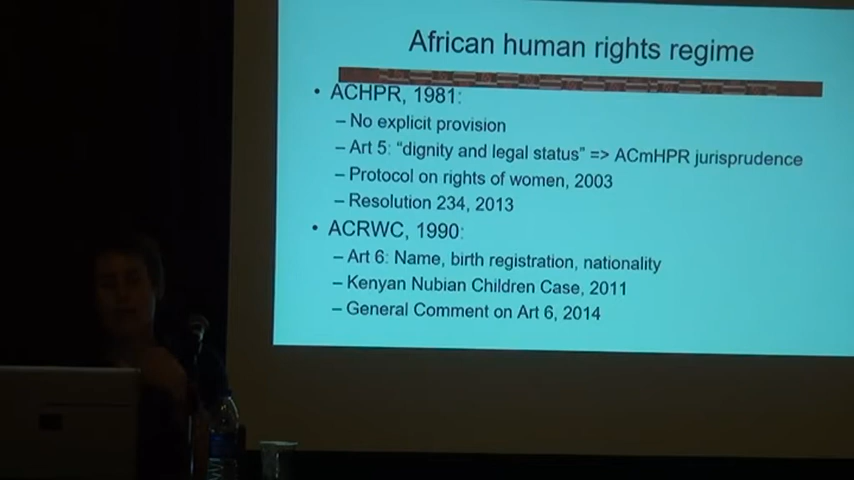 African human rights regime
• ACHPR, 1981:
– No explicit provision
– Art 5: “dignity and legal status” => ACmHPR jurisprudence
– Protocol on rights of women, 2003
– Resolution 234, 2013
• ACRWC, 1990:
– Art 6: Name, birth registration, nationality
– Kenyan Nubian Children Case, 2011
– General Comment on Art 6, 2014